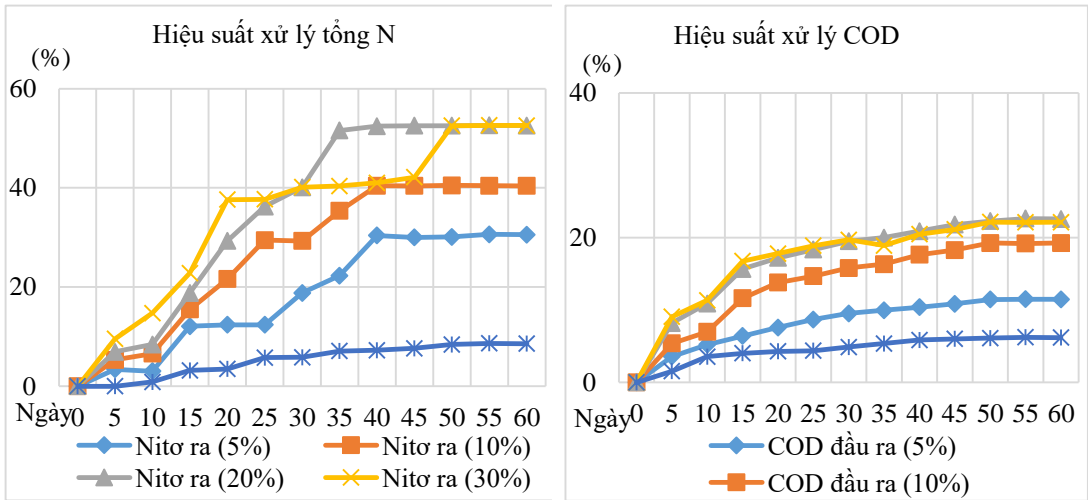 Hiệu suất xử lý tổng N
(%)
60
40
20
0
Ngày
0 5 10 15 20 25 30 35 40 45 50 55 60
Nitơ ra (5%)
Nitơ ra (10%)
Nitơ ra (20%)
Nitơ ra (30%)
Hiệu suất xử lý COD
(%)
40
20
0
Ngày
0 5 10 15 20 25 30 35 40 45 50 55 60
COD đầu ra (5%)
COD đầu ra (10%)